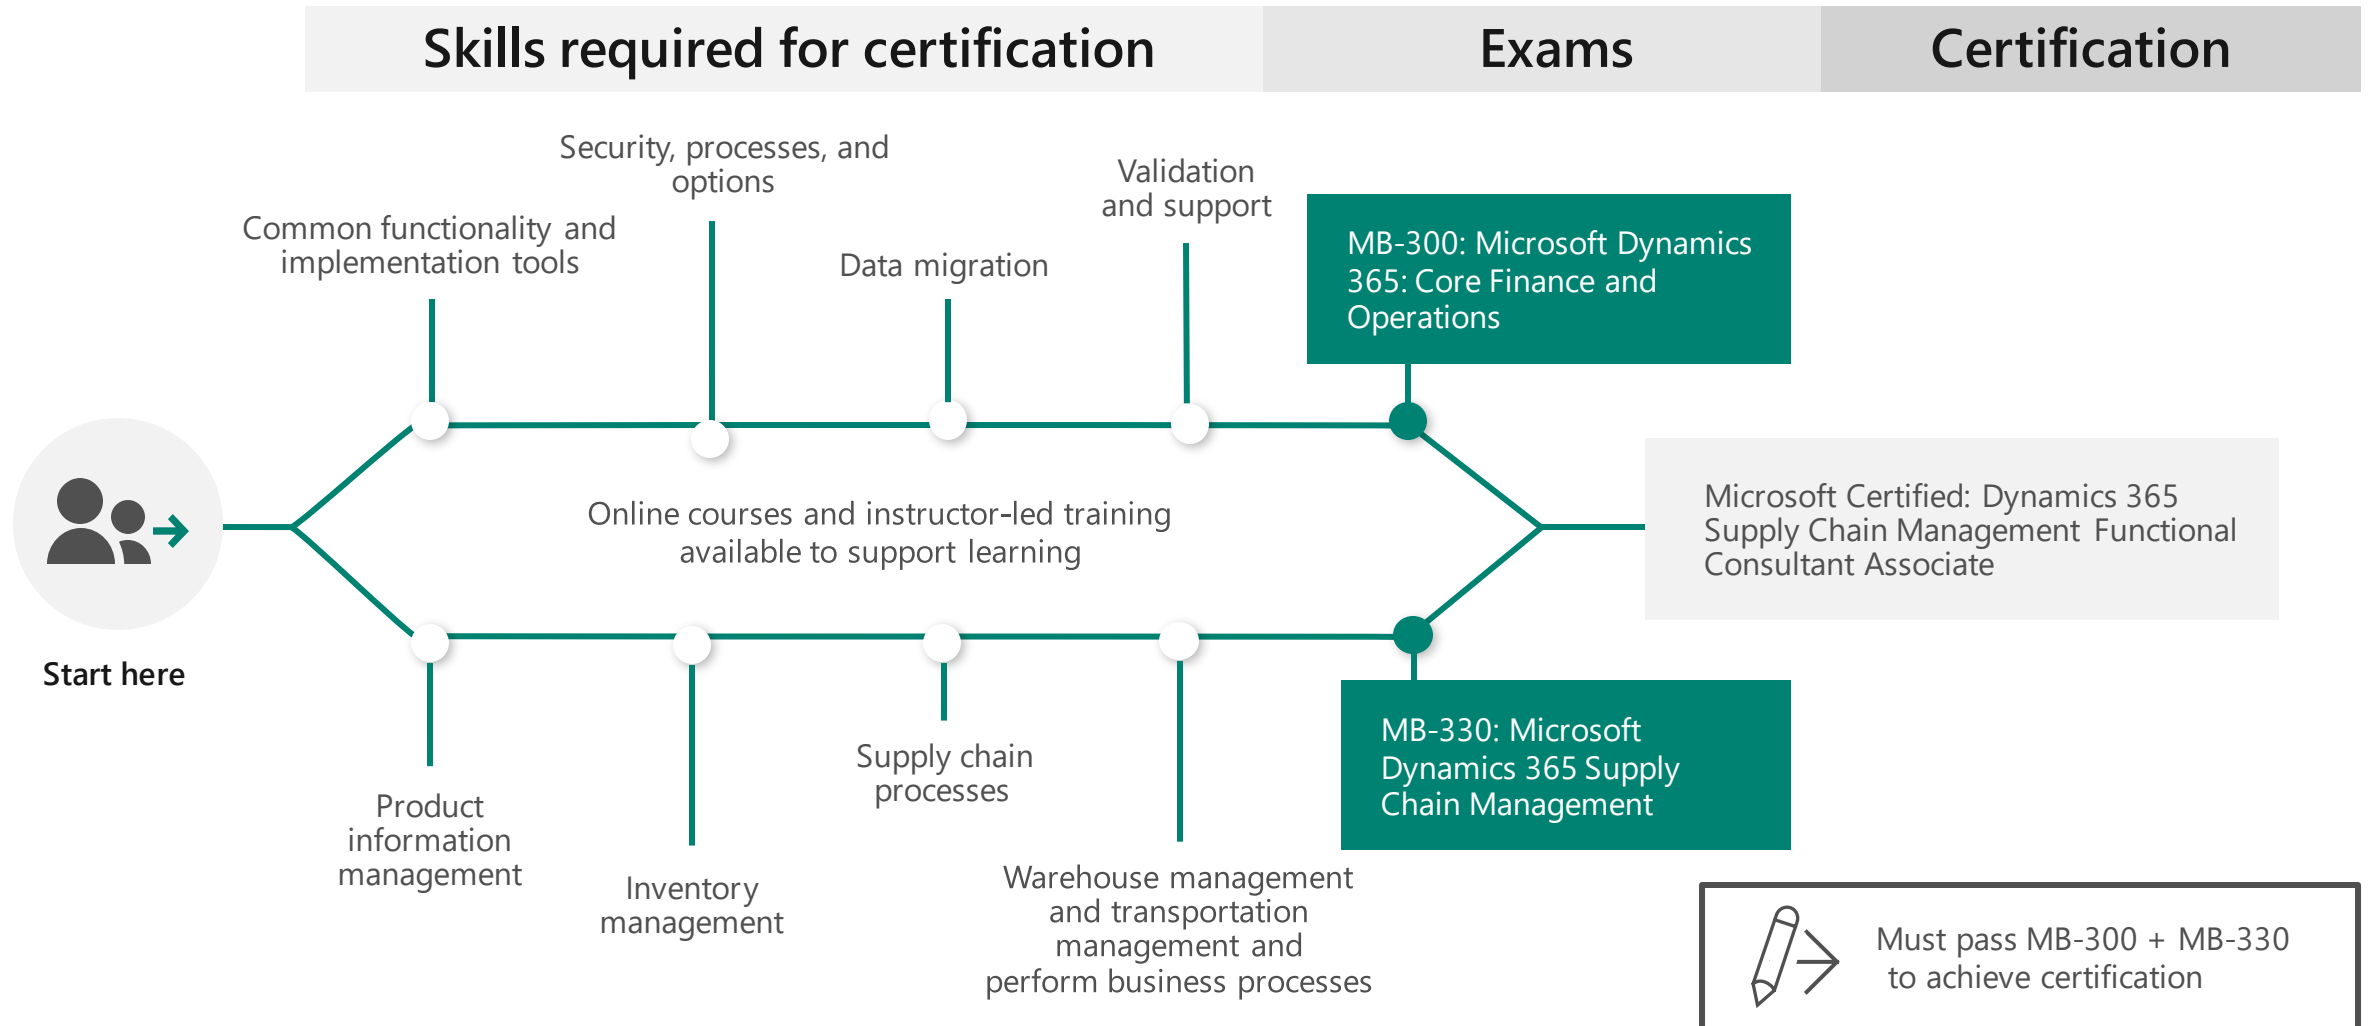 Skills required for certification
Exams
Certification
Security, processes, and
options
Validation
and support
Common functionality and
implementation tools
Data migration
MB-300: Microsoft Dynamics
365: Core Finance and
Operations
Online courses and instructor-led training
available to support learning
Microsoft Certified: Dynamics 365
Supply Chain Management Functional
Consultant Associate
Start here
Product
information
management
Inventory
management
Supply chain
processes
Warehouse management
and transportation
management and
perform business processes
MB-330: Microsoft
Dynamics 365 Supply
Chain Management
Must pass MB-300 + MB-330
to achieve certification